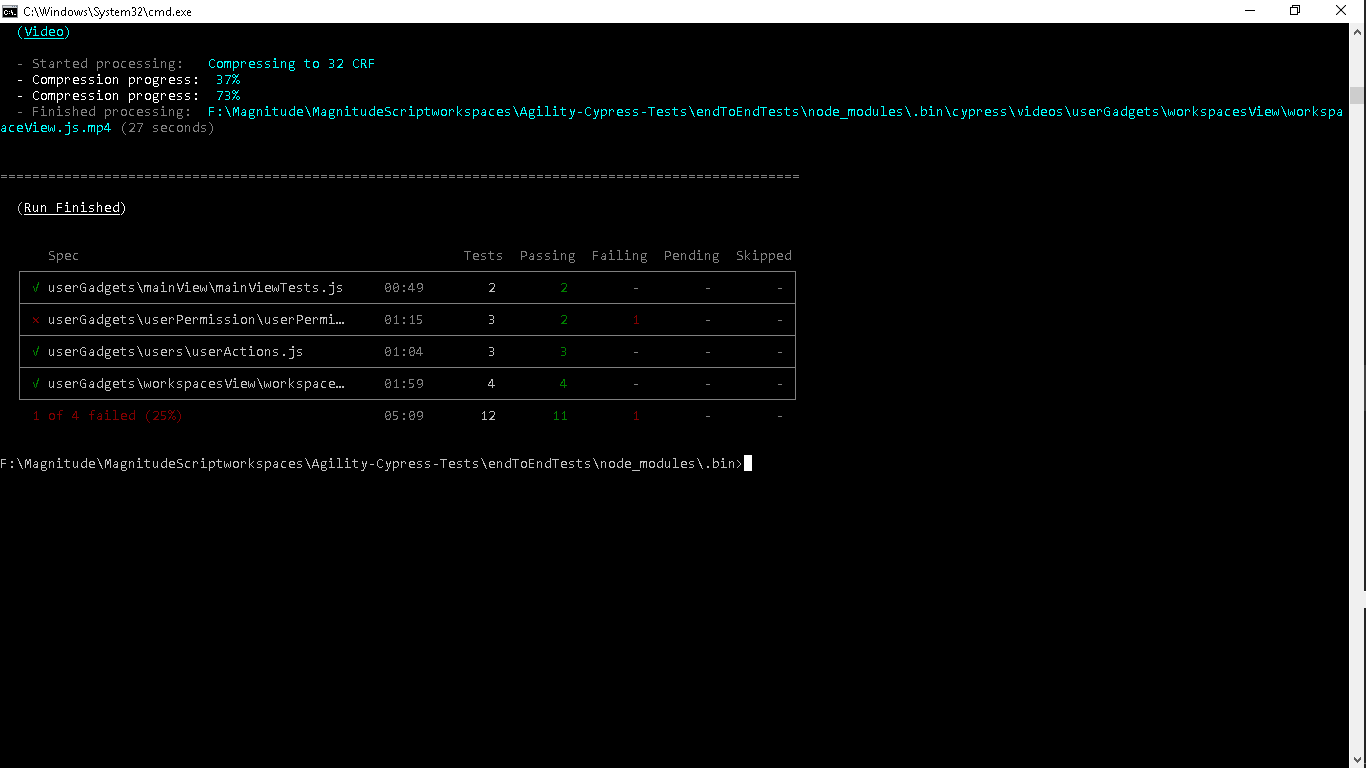 C:\Windows\System32\cmd.exe
(Video)
- Started processing: Compressing to 32 CRF
- Compression progress: 37%
- Compression progress: 73%
- Finished processing: F:\Magnitude\MagnitudeScriptworkspaces\Agility-Cypress-Tests\endToEndTests\node_modules\.bin\cypress\videos\userGadgets\workspacesView\workspa
aceView.js.mp4 (27 seconds)
====================================================================================================
(Run Finished)
Spec Tests Passing Failing Pending Skipped
√ userGadgets\mainView\mainViewTests.js 00:49 2 2 - - -
× userGadgets\userPermission\userPermi… 01:15 3 2 1 - -
√ userGadgets\users\userActions.js 01:04 3 3 - - -
√ userGadgets\workspacesView\workspace… 01:59 4 4 - - -
1 of 4 failed (25%) 05:09 12 11 1 - -
F:\Magnitude\MagnitudeScriptworkspaces\Agility-Cypress-Tests\endToEndTests\node_modules\.bin>